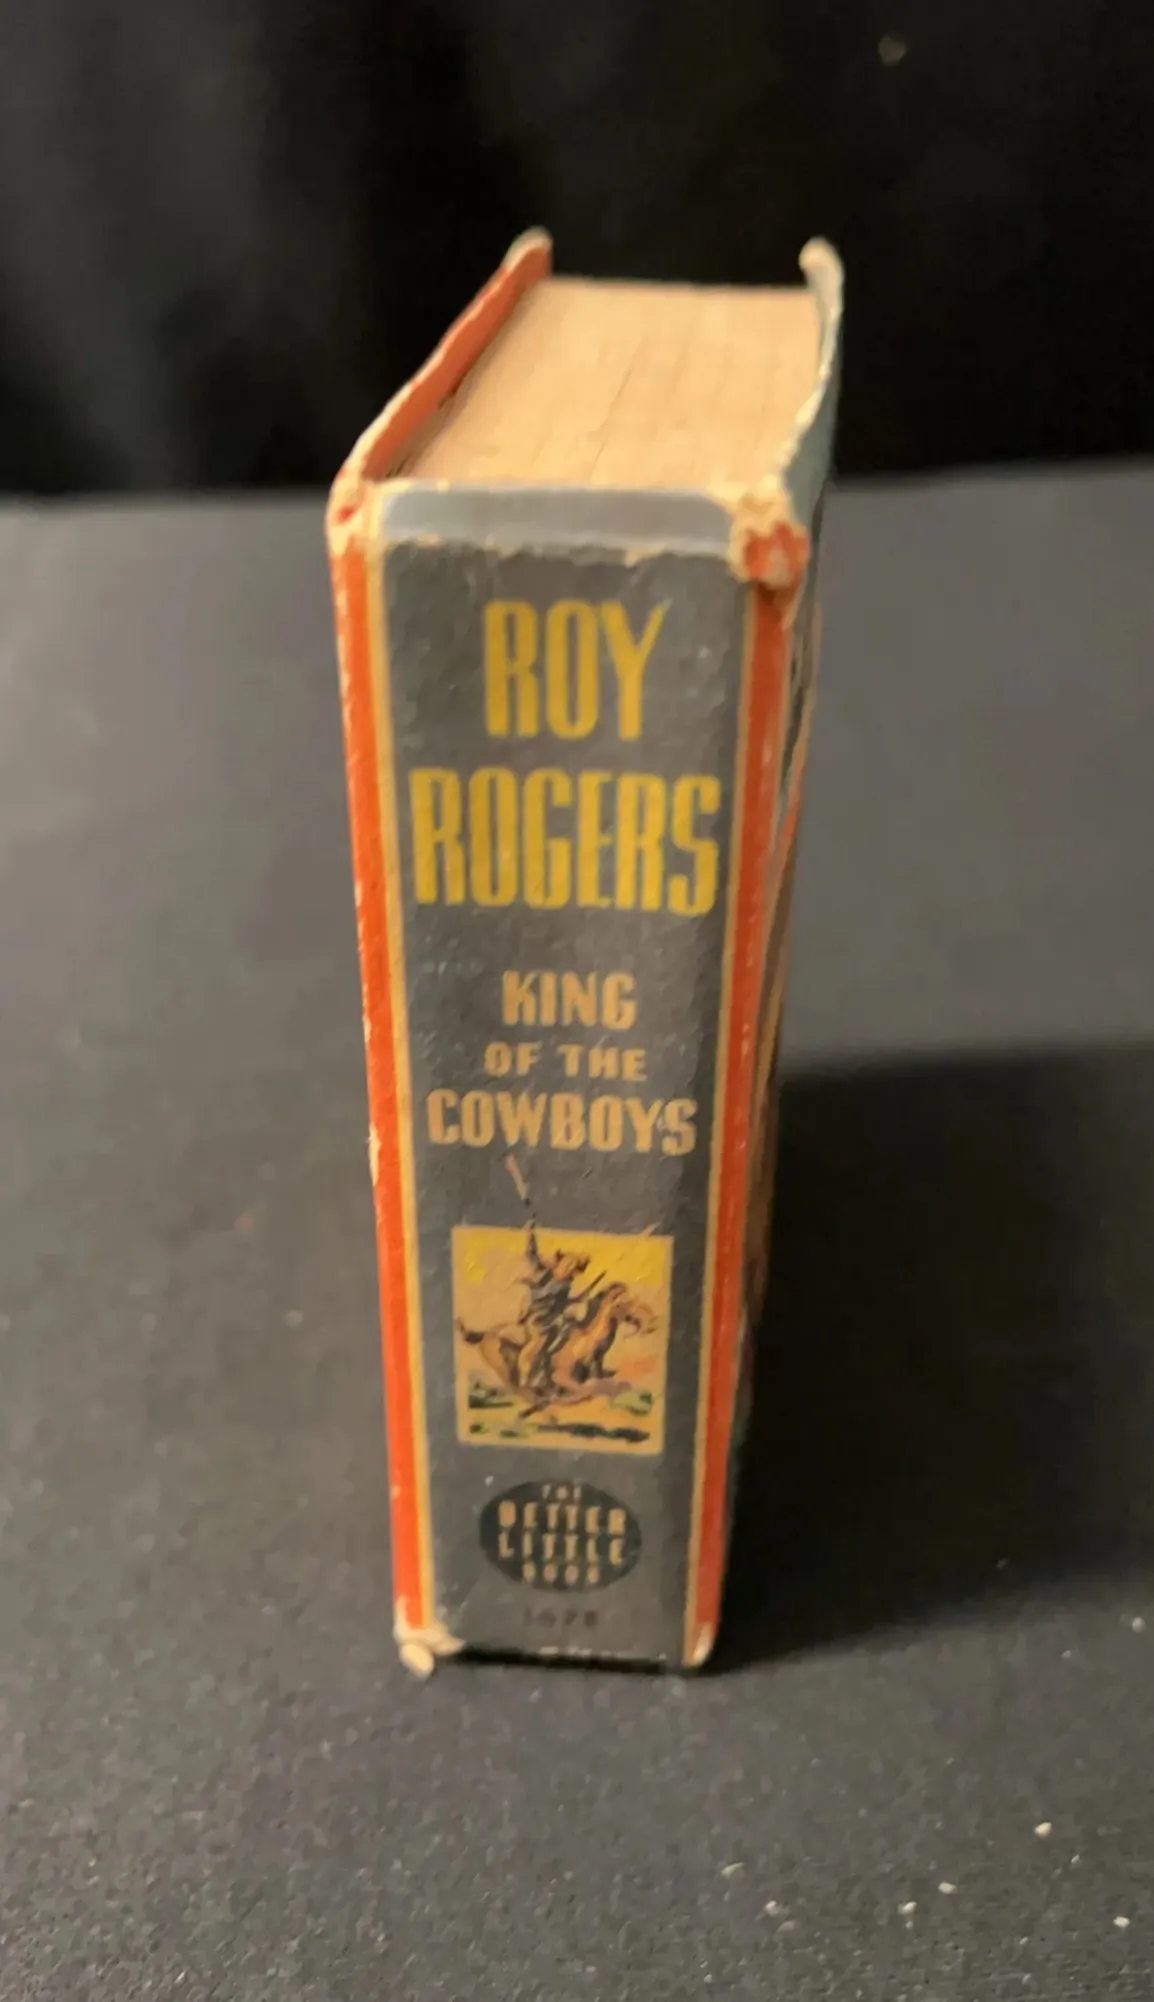 ROY
ROGERS
KING
OF THE
COWBOYS
THE
BETTER
LITTLE
BOOK